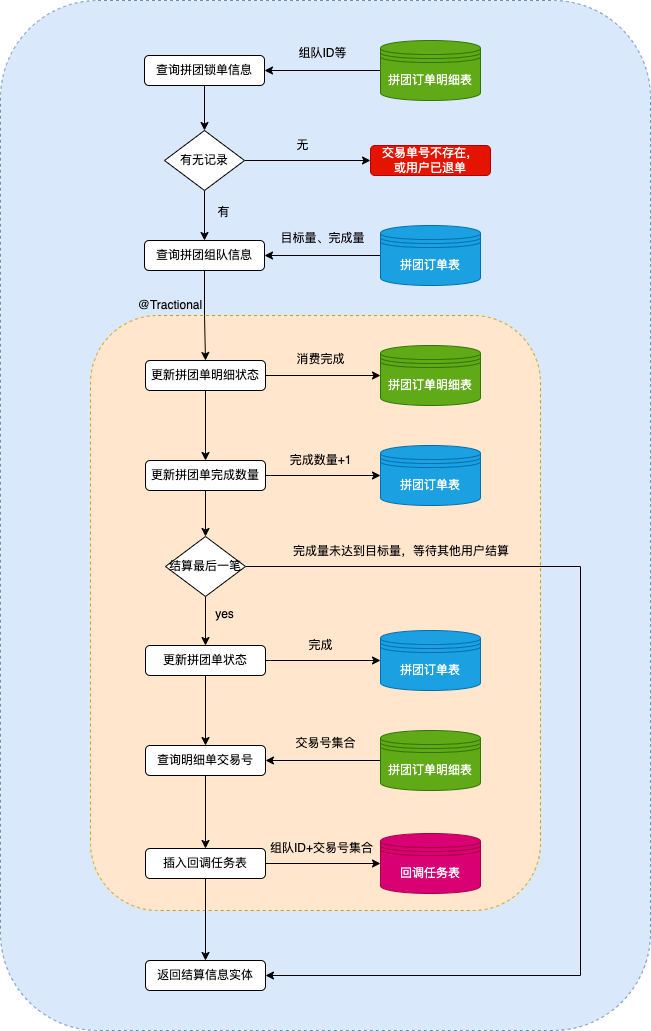 组队ID等
查询拼团锁单信息
拼团订单明细表
有无记录
无
交易单号不存在，
或用户已退单
有
查询拼团组队信息
目标量、完成量
拼团订单表
@Tractional
更新拼团单明细状态
消费完成
拼团订单明细表
更新拼团单完成数量
完成数量+1
拼团订单表
结算最后一笔
完成量未达到目标量，等待其他用户结算
yes
更新拼团单状态
完成
拼团订单表
查询明细单交易号
交易号集合
拼团订单明细表
插入回调任务表
组队ID+交易号集合
回调任务表
返回结算信息实体